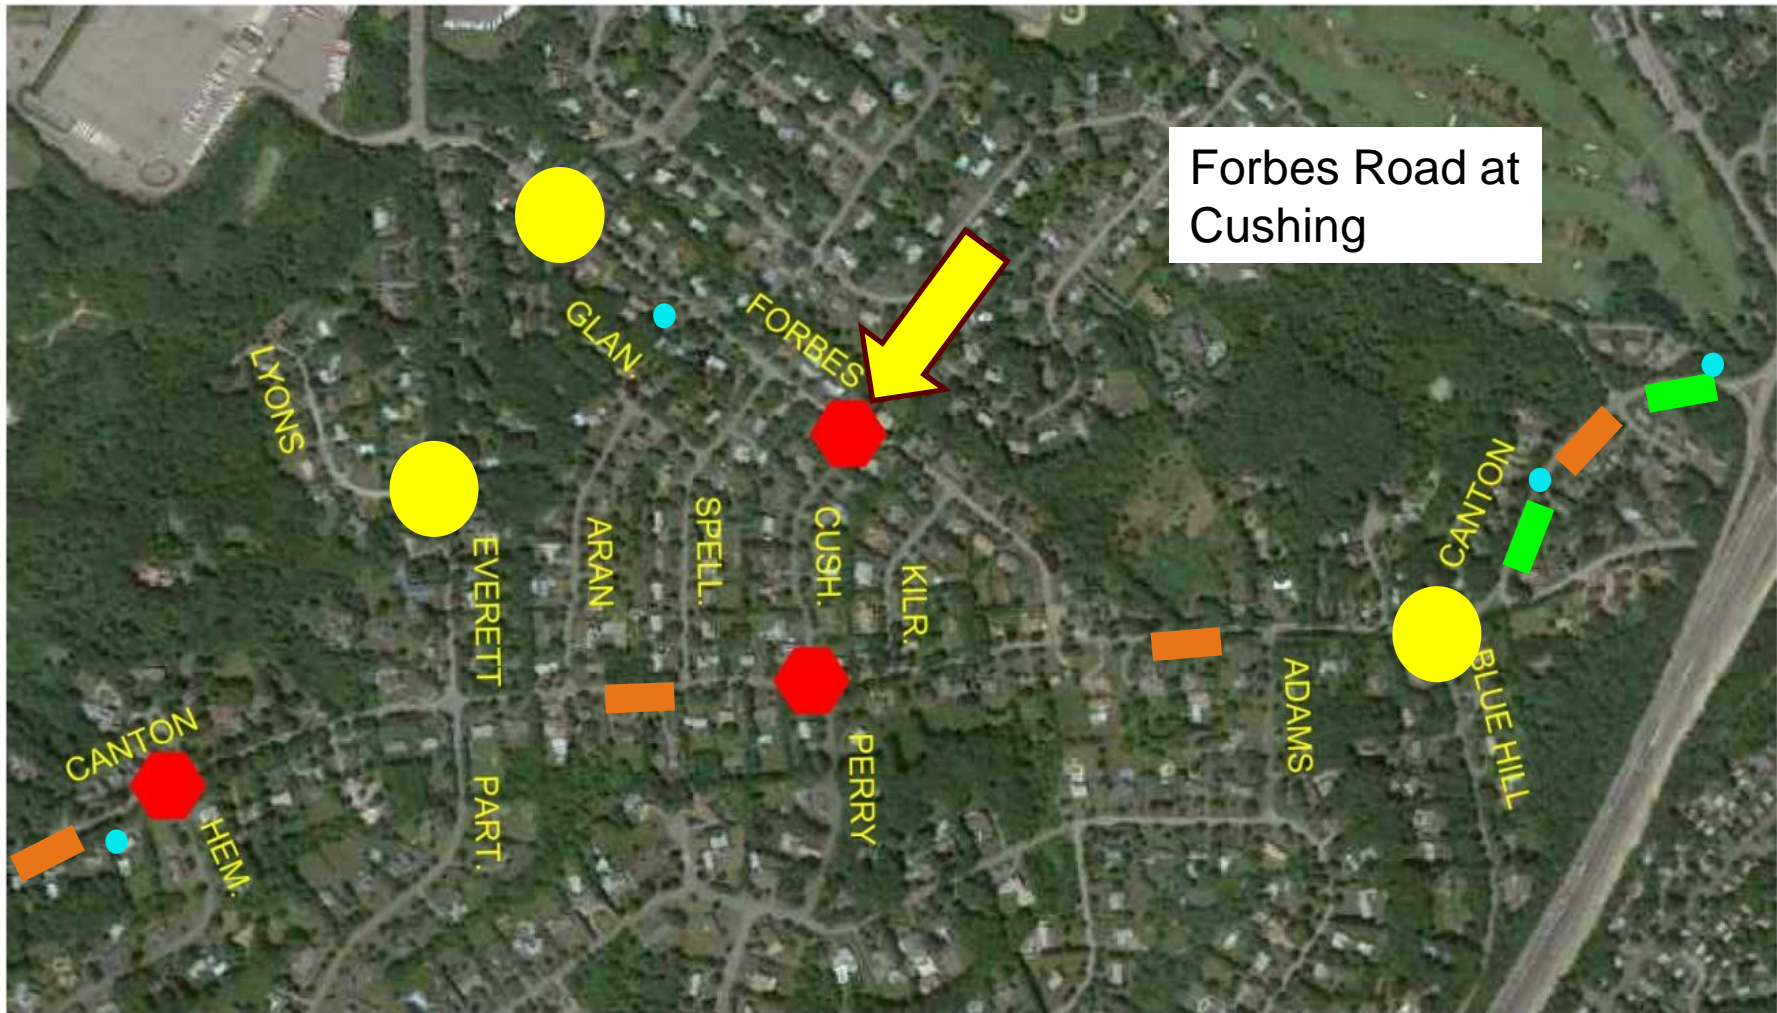 Forbes Road at
Cushing
FORBES
GLAN.
LYONS
CANTON
ARAN
SPELL.
CUSH.
KILR.
EVERETT
ADAMS
BLUE HILL
CANTON
PERRY
PART.
HEM.